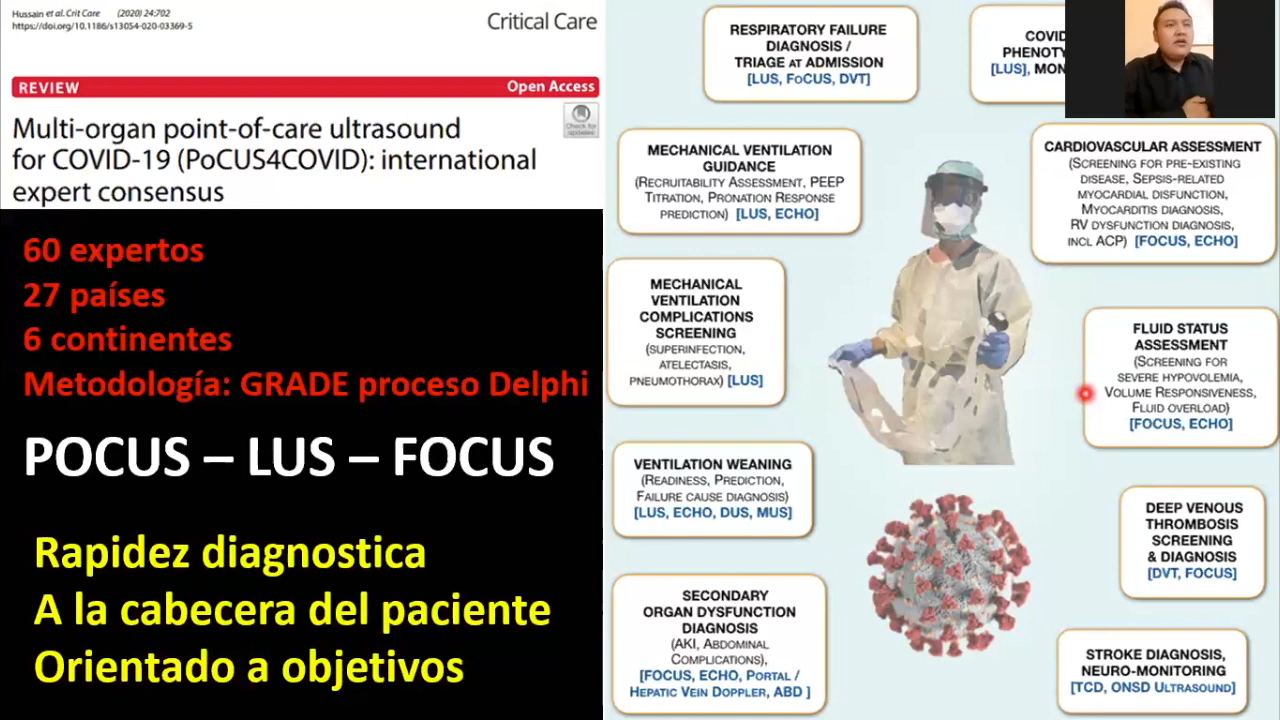 Hussain et al. Crit Care (2020) 24:702
https://doi.org/10.1186/s13054-020-03369-5
Critical Care
REVIEW
Open Access
Check for
updates
Multi-organ point-of-care ultrasound
for COVID-19 (PoCUS4COVID): international
expert consensus
60 expertos
27 países
6 continentes
Metodología: GRADE proceso Delphi
POCUS – LUS – FOCUS
Rapidez diagnostica
A la cabecera del paciente
Orientado a objetivos
RESPIRATORY FAILURE
DIAGNOSIS /
TRIAGE AT ADMISSION
[LUS, FOCUS, DVT]
COVID
PHENOTY
[LUS], MON
MECHANICAL VENTILATION
GUIDANCE
(RECRUITABILITY ASSESSMENT, PEEP
TITRATION, PRONATION RESPONSE
PREDICTION) [LUS, ECHO]
CARDIOVASCULAR ASSESSMENT
(SCREENING FOR PRE-EXISTING
DISEASE, SEPSIS-RELATED
MYOCARDIAL DISFUNCTION,
MYOCARDITIS DIAGNOSIS,
RV DYSFUNCTION DIAGNOSIS,
INCL ACP) [FOCUS, ECHO]
MECHANICAL
VENTILATION
COMPLICATIONS
SCREENING
(SUPERINFECTION,
ATELECTASIS,
PNEUMOTHORAX) [LUS]
FLUID STATUS
ASSESSMENT
(SCREENING FOR
SEVERE HYPOVOLEMIA,
VOLUME RESPONSIVENESS,
FLUID OVERLOAD)
[FOCUS, ECHO]
VENTILATION WEANING
(READINESS, PREDICTION,
FAILURE CAUSE DIAGNOSIS)
[LUS, ECHO, DUS, MUS]
DEEP VENOUS
THROMBOSIS
SCREENING
& DIAGNOSIS
[DVT, FOCUS]
SECONDARY
ORGAN DYSFUNCTION
DIAGNOSIS
(AKI, ABDOMINAL
COMPLICATIONS),
[FOCUS, ECHO, PORTAL /
HEPATIC VEIN DOPPLER, ABD ]
STROKE DIAGNOSIS,
NEURO-MONITORING
[TCD, ONSD ULTRASOUND]